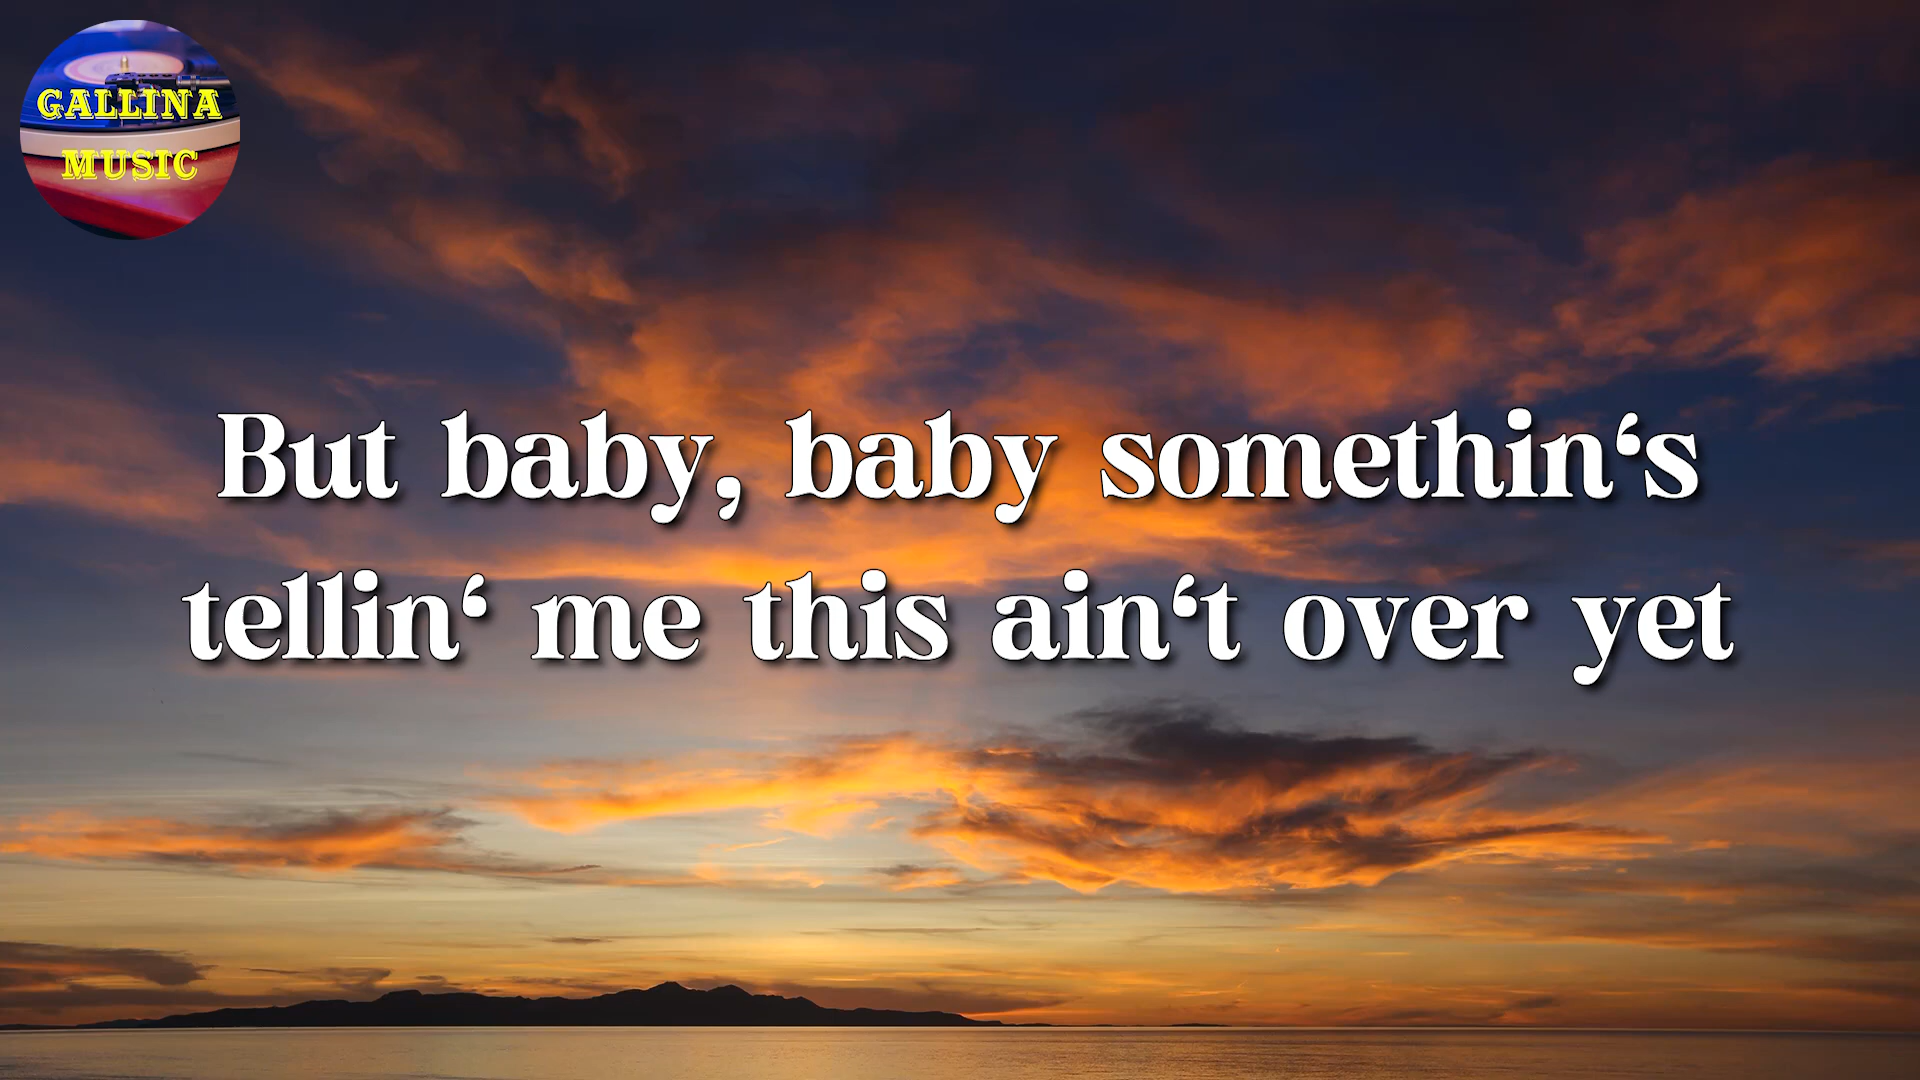 GALLINA
MUSIC
But baby, baby somethin‘s
tellin‘ me this ain‘t over yet